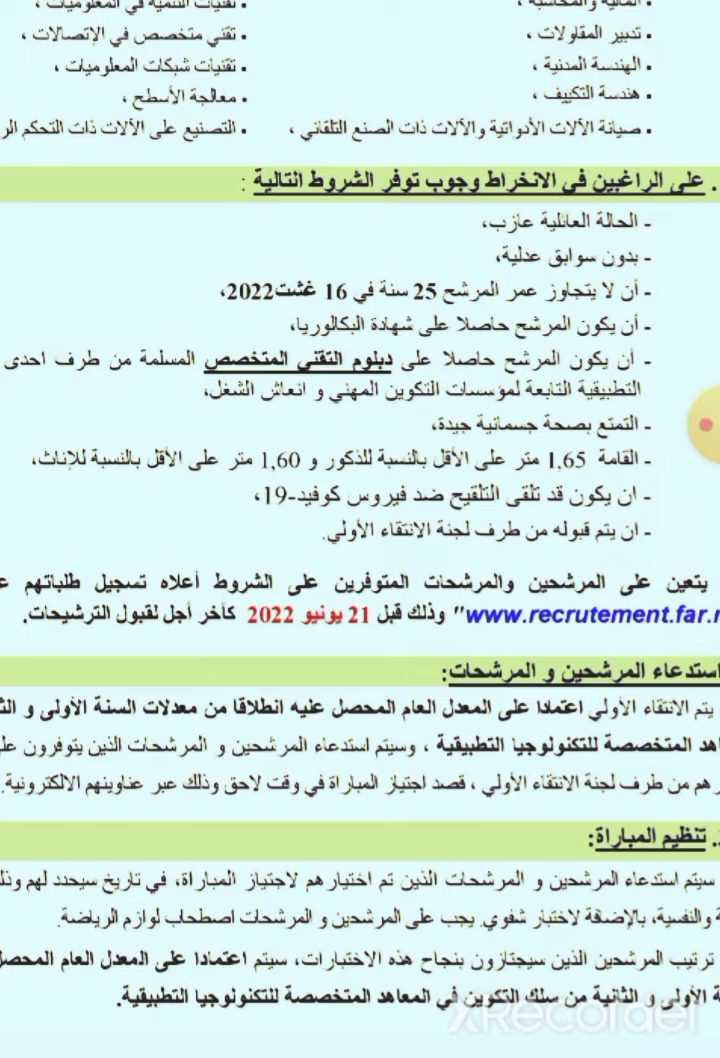 • المالية والمحاسبة ،
• تقنيات التنمية في المعلوميات ،
• تدبير المقاولات ،
• تقني متخصص في الإتصالات ،
• الهندسة المدنية ،
• تقنيات شبكات المعلوميات ،
• هندسة التكييف ،
• معالجة الأسطح ،
• صيانة الآلات الأدواتية والآلات ذات الصنع التلقائي ،
• التصنيع على الآلات ذات التحكم
. على الراغبين في الانخراط وجوب توفر الشروط التالية :
- الحالة العائلية عازب،
- بدون سوابق عدلية،
- أن لا يتجاوز عمر المرشح 25 سنة في 16 غشت2022،
- أن يكون المرشح حاصلا على شهادة البكالوريا،
- أن يكون المرشح حاصلا على دبلوم التقني المتخصص المسلمة من طرف احدى
التطبيقية التابعة لمؤسسات التكوين المهني و انعاش الشغل،
- التمتع بصحة جسمانية جيدة،
- القامة 1,65 متر على الأقل بالنسبة للذكور و 1,60 متر على الأقل بالنسبة للإناث،
- ان يكون قد تلقى التلقيح ضد فيروس كوفيد-19،
- ان يتم قبوله من طرف لجنة الانتقاء الأولي.
يتعين على المرشحين والمرشحات المتوفرين على الشروط أعلاه تسجيل طلباتهم
www.recrutement.far." وذلك قبل 21 يونيو 2022 كآخر أجل لقبول الترشيحات.
استدعاء المرشحين و المرشحات:
يتم الانتقاء الأولي اعتمادا على المعدل العام المحصل عليه انطلاقا من معدلات السنة الأولى و
المتخصصة للتكنولوجيا التطبيقية ، وسيتم استدعاء المرشحين و المرشحات الذين يتوفرون
من طرف لجنة الانتقاء الأولي ، قصد اجتياز المباراة في وقت لاحق وذلك عبر عناوينهم الالكترونية.
. تنظيم المباراة:
سيتم استدعاء المرشحين و المرشحات الذين تم اختيارهم لاجتياز المباراة، في تاريخ سيحدد لهم
والنفسية، بالإضافة لاختبار شفوي. يجب على المرشحين و المرشحات اصطحاب لوازم الرياضة.
ترتيب المرشحين الذين سيجتازون بنجاح هذه الاختبارات، سيتم اعتمادا على المعدل العام
الأولى و الثانية من سلك التكوين في المعاهد المتخصصة للتكنولوجيا التطبيقية.
XRecorder